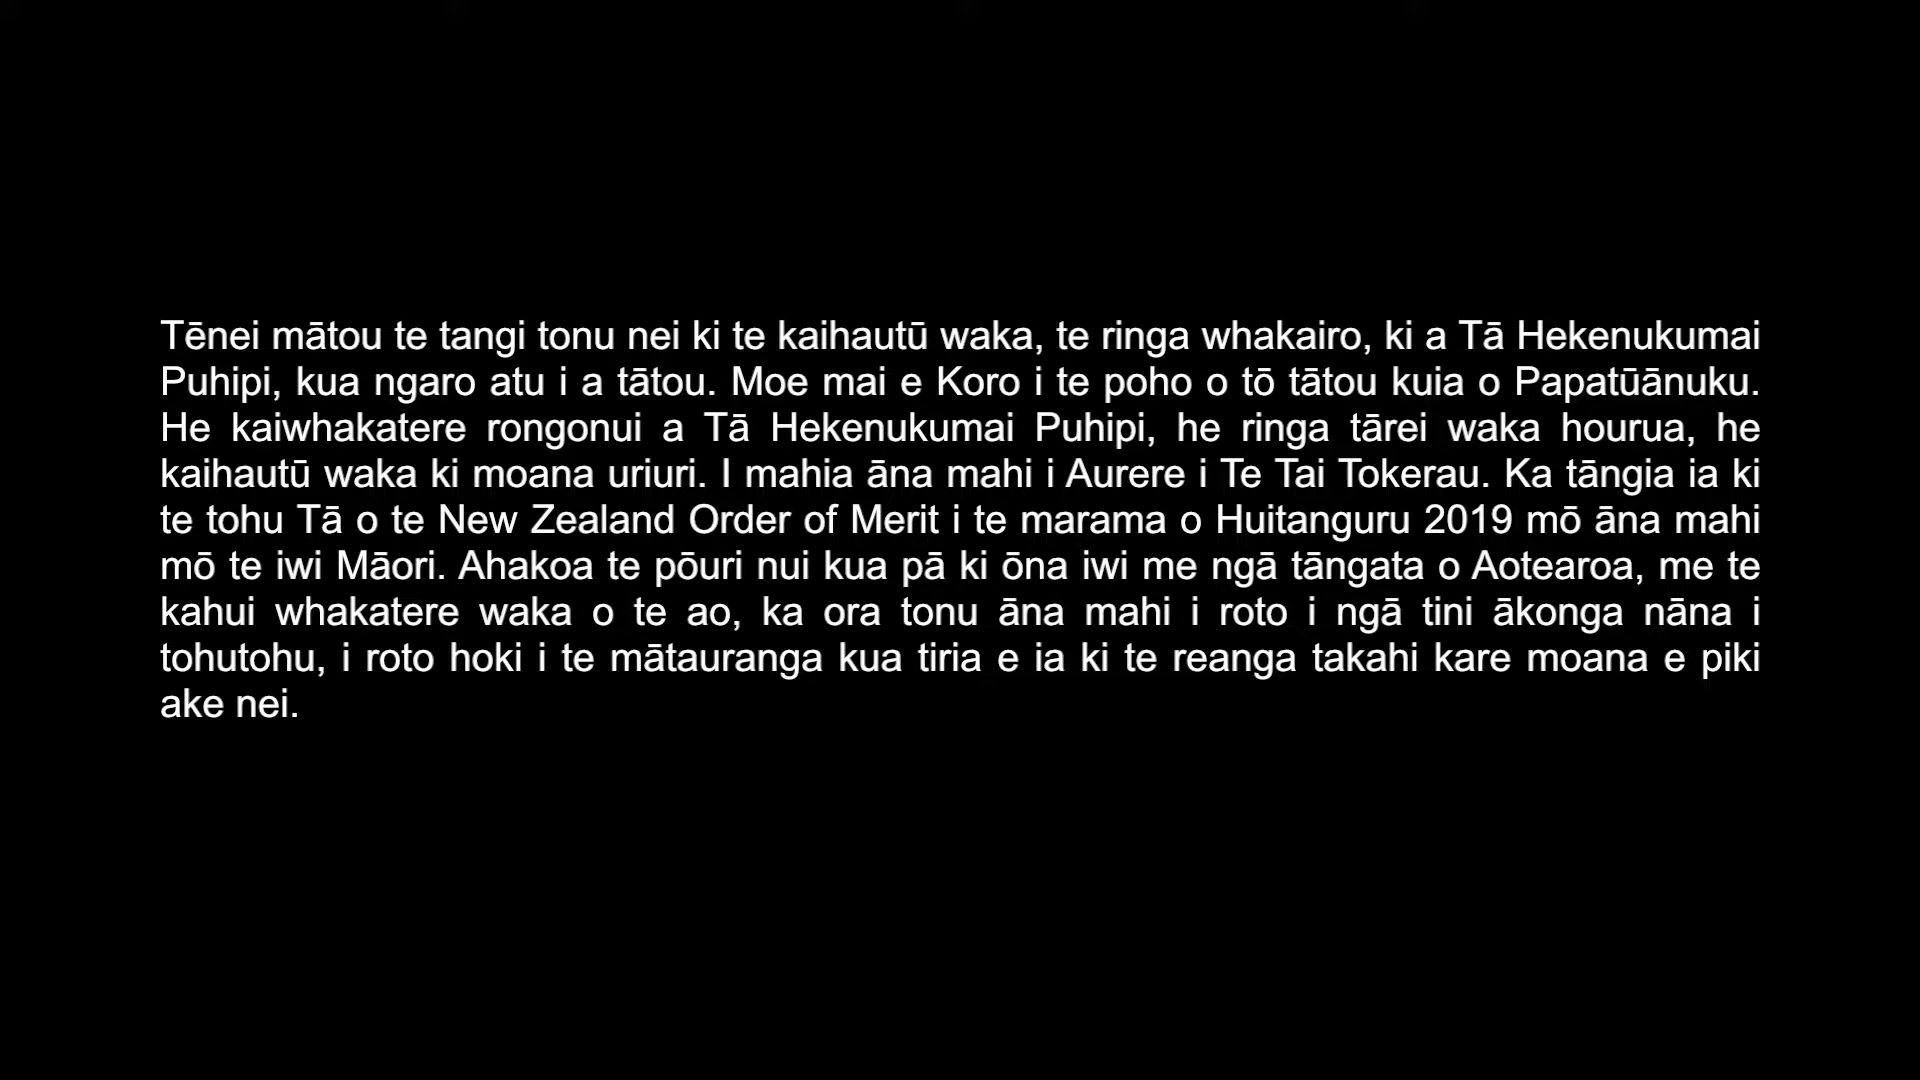 Tēnei mātou te tangi tonu nei ki te kaihautū waka, te ringa whakairo, ki a Tā Hekenukumai
Puhipi, kua ngaro atu i a tātou. Moe mai e Koro i te poho o tō tātou kuia o Papatūānuku.
He kaiwhakatere rongonui a Tā Hekenukumai Puhipi, he ringa tārei waka hourua, he
kaihautū waka ki moana uriuri. I mahia āna mahi i Aurere i Te Tai Tokerau. Ka tāngia ia ki
te tohu Tā o te New Zealand Order of Merit i te marama o Huitanguru 2019 mō āna mahi
mō te iwi Māori. Ahakoa te pōuri nui kua pā ki ōna iwi me ngā tāngata o Aotearoa, me te
kahui whakatere waka o te ao, ka ora tonu āna mahi i roto i ngā tini ākonga nāna i
tohutohu, i roto hoki i te mātauranga kua tiria e ia ki te reanga takahi kare moana e piki
ake nei.